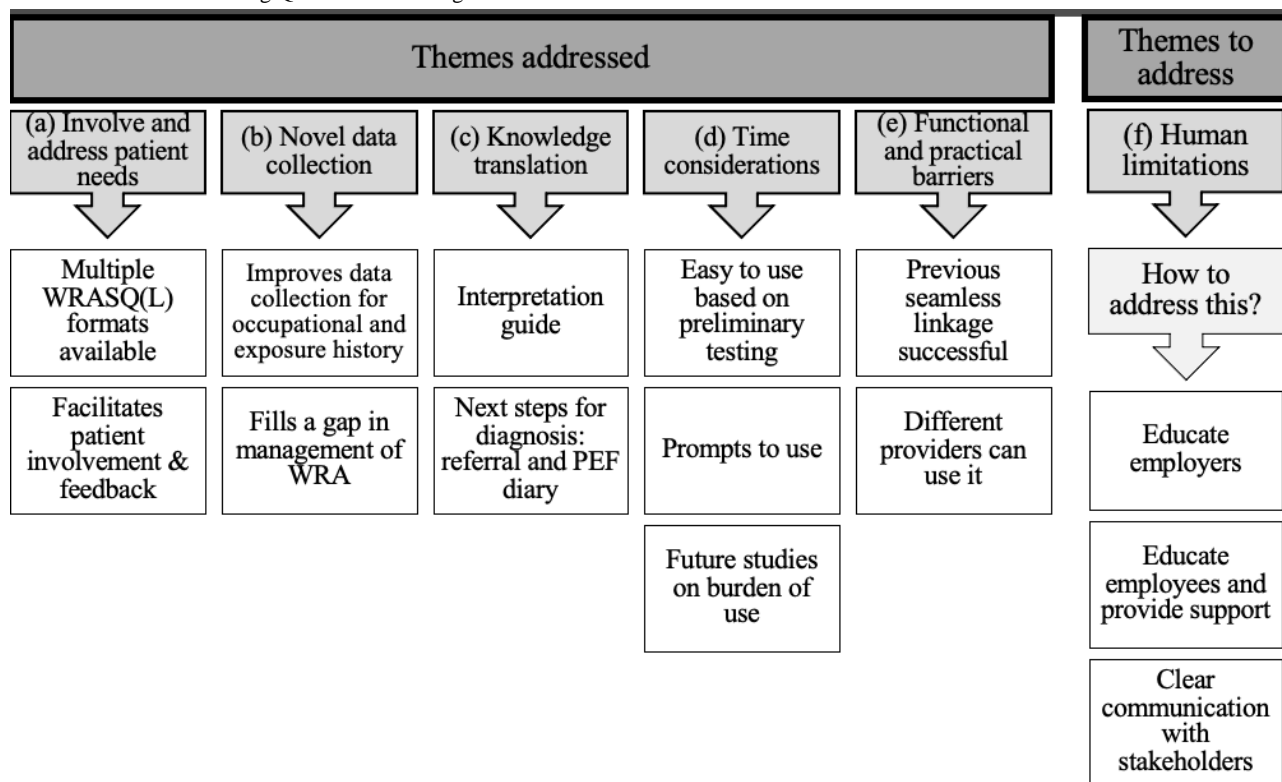 Themes addressed
Themes to
address
(a) Involve and
address patient
needs
(b) Novel data
collection
(c) Knowledge
translation
(d) Time
considerations
(e) Functional
and practical
barriers
(f) Human
limitations
Multiple
WRASQ(L)
formats
available
Improves data
collection for
occupational and
exposure history
Interpretation
guide
Easy to use
based on
preliminary
testing
Previous
seamless
linkage
successful
How to
address this?
Facilitates
patient
involvement &
feedback
Fills a gap in
management of
WRA
Next steps for
diagnosis:
referral and PEF
diary
Prompts to use
Different
providers can
use it
Educate
employers
Future studies
on burden of
use
Educate
employees and
provide support
Clear
communication
with
stakeholders